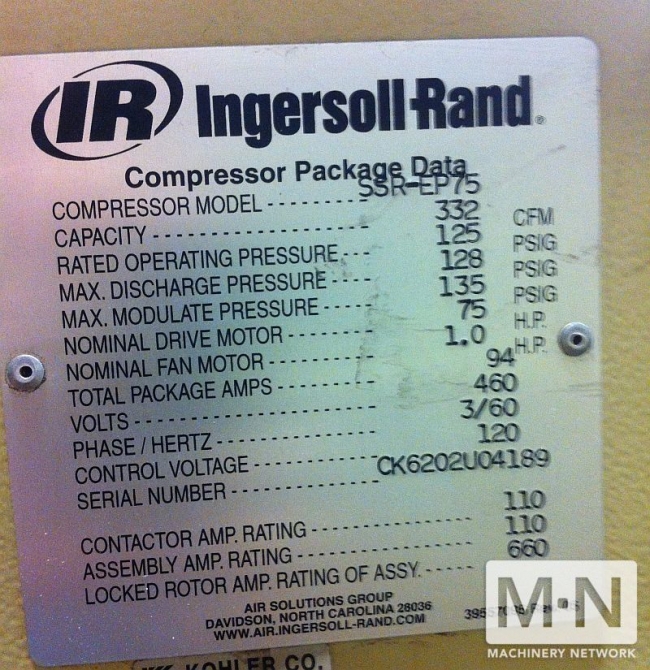 IR Ingersoll-Rand®
Compressor Package Data
COMPRESSOR MODEL - - - - - - - - - SSR-EP75
CAPACITY - - - - - - - - - - - - - - - - - - - 332 CFM
RATED OPERATING PRESSURE - - - 125 PSIG
MAX. DISCHARGE PRESSURE - - - - 128 PSIG
MAX. MODULATE PRESSURE - - - - 135 PSIG
NOMINAL DRIVE MOTOR - - - - - - - - 75 H.P.
NOMINAL FAN MOTOR - - - - - - - - - - 1.0 H.P.
TOTAL PACKAGE AMPS - - - - - - - - - 94
VOLTS - - - - - - - - - - - - - - - - - - - - - - - 460
PHASE / HERTZ - - - - - - - - - - - - - - - 3/60
CONTROL VOLTAGE - - - - - - - - - - - - 120
SERIAL NUMBER - - - - - - - - - - - - - - CK6202U04189
CONTACTOR AMP. RATING - - - - - - - - - - - - - - 110
ASSEMBLY AMP. RATING - - - - - - - - - - - - - - - 110
LOCKED ROTOR AMP. RATING OF ASSY. - - - - 660
AIR SOLUTIONS GROUP
DAVIDSON, NORTH CAROLINA 28036
WWW.AIR.INGERSOLL-RAND.COM
M·N
MACHINERY NETWORK
KOHLER CO.